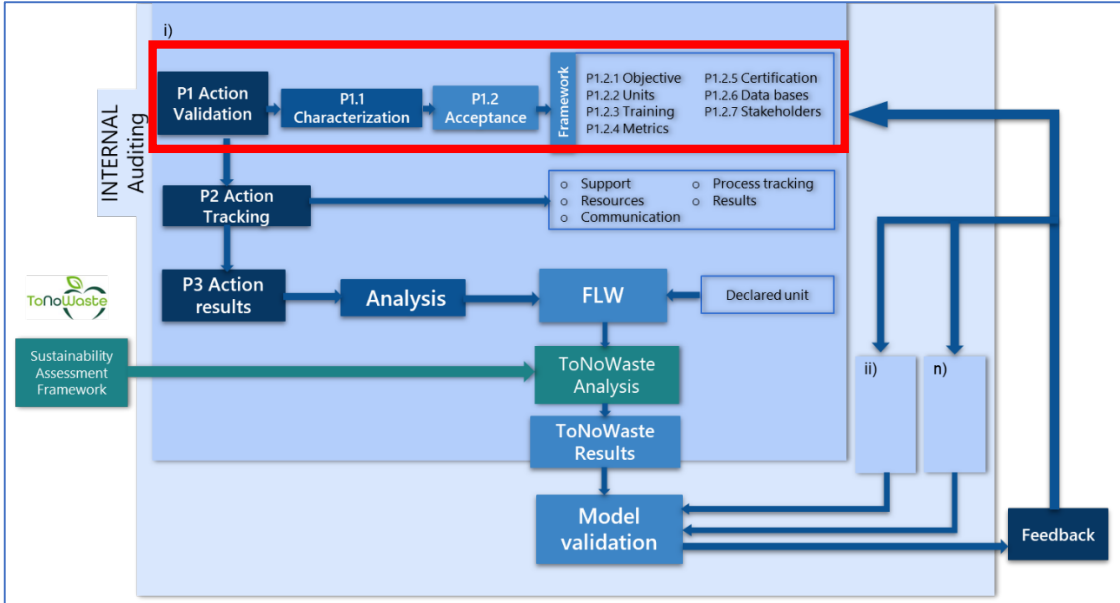 i)
INTERNAL
Auditing
P1 Action
Validation
P1.1
Characterization
P1.2
Acceptance
Framework
P1.2.1 Objective
P1.2.2 Units
P1.2.3 Training
P1.2.4 Metrics
P1.2.5 Certification
P1.2.6 Data bases
P1.2.7 Stakeholders
P2 Action
Tracking
o Support
o Resources
o Communication
o Process tracking
o Results
ToNoWaste
P3 Action
results
Analysis
FLW
Declared unit
Sustainability
Assessment
Framework
ToNoWaste
Analysis
ii)
n)
ToNoWaste
Results
Model
validation
Feedback